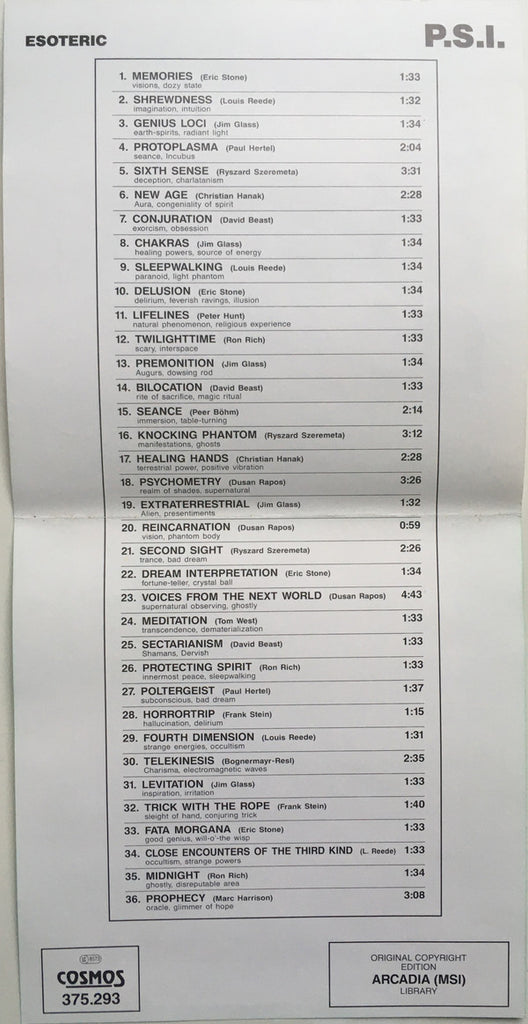 ESOTERIC
P.S.I.
1. MEMORIES (Eric Stone) 1:33
visions, dozy state
2. SHREWDNESS (Louis Reede) 1:32
imagination, intuition
3. GENIUS LOCI (Jim Glass) 1:34
earth-spirits, radiant light
4. PROTOPLASMA (Paul Hertel) 2:04
seance, Incubus
5. SIXTH SENSE (Ryszard Szeremeta) 3:31
deception, charlatanism
6. NEW AGE (Christian Hanak) 2:28
Aura, congeniality of spirit
7. CONJURATION (David Beast) 1:33
exorcism, obsession
8. CHAKRAS (Jim Glass) 1:34
healing powers, source of energy
9. SLEEPWALKING (Louis Reede) 1:34
paranoid, light phantom
10. DELUSION (Eric Stone) 1:34
delirium, feverish ravings, illusion
11. LIFELINES (Peter Hunt) 1:33
natural phenomenon, religious experience
12. TWILIGHTTIME (Ron Rich) 1:33
scary, interspace
13. PREMONITION (Jim Glass) 1:34
Augurs, dowsing rod
14. BILOCATION (David Beast) 1:33
rite of sacrifice, magic ritual
15. SEANCE (Peer Böhm) 2:14
immersion, table-turning
16. KNOCKING PHANTOM (Ryszard Szeremeta) 3:12
manifestations, ghosts
17. HEALING HANDS (Christian Hanak) 2:28
terrestrial power, positive vibration
18. PSYCHOMETRY (Dusan Rapos) 3:26
realm of shades, supernatural
19. EXTRATERRESTRIAL (Jim Glass) 1:32
Alien, presentiments
20. REINCARNATION (Dusan Rapos) 0:59
vision, phantom body
21. SECOND SIGHT (Ryszard Szeremeta) 2:26
trance, bad dream
22. DREAM INTERPRETATION (Eric Stone) 1:34
fortune-teller, crystal ball
23. VOICES FROM THE NEXT WORLD (Dusan Rapos) 4:43
supernatural observing, ghostly
24. MEDITATION (Tom West) 1:33
transcendence, dematerialization
25. SECTARIANISM (David Beast) 1:33
Shamans, Dervish
26. PROTECTING SPIRIT (Ron Rich) 1:33
innermost peace, sleepwalking
27. POLTERGEIST (Paul Hertel) 1:37
subconscious, bad dream
28. HORRORTRIP (Frank Stein) 1:15
hallucination, delirium
29. FOURTH DIMENSION (Louis Reede) 1:31
strange energies, occultism
30. TELEKINESIS (Bognermayr-Resl) 2:35
Charisma, electromagnetic waves
31. LEVITATION (Jim Glass) 1:33
inspiration, irritation
32. TRICK WITH THE ROPE (Frank Stein) 1:40
sleight of hand, conjuring trick
33. FATA MORGANA (Eric Stone) 1:33
good genius, will-o'-the wisp
34. CLOSE ENCOUNTERS OF THE THIRD KIND (L. Reede) 1:33
occultism, strange powers
35. MIDNIGHT (Ron Rich) 1:34
ghostly, disreputable area
36. PROPHECY (Marc Harrison) 3:08
oracle, glimmer of hope
COSMOS
375.293
ORIGINAL COPYRIGHT
EDITION
ARCADIA (MSI)
LIBRARY